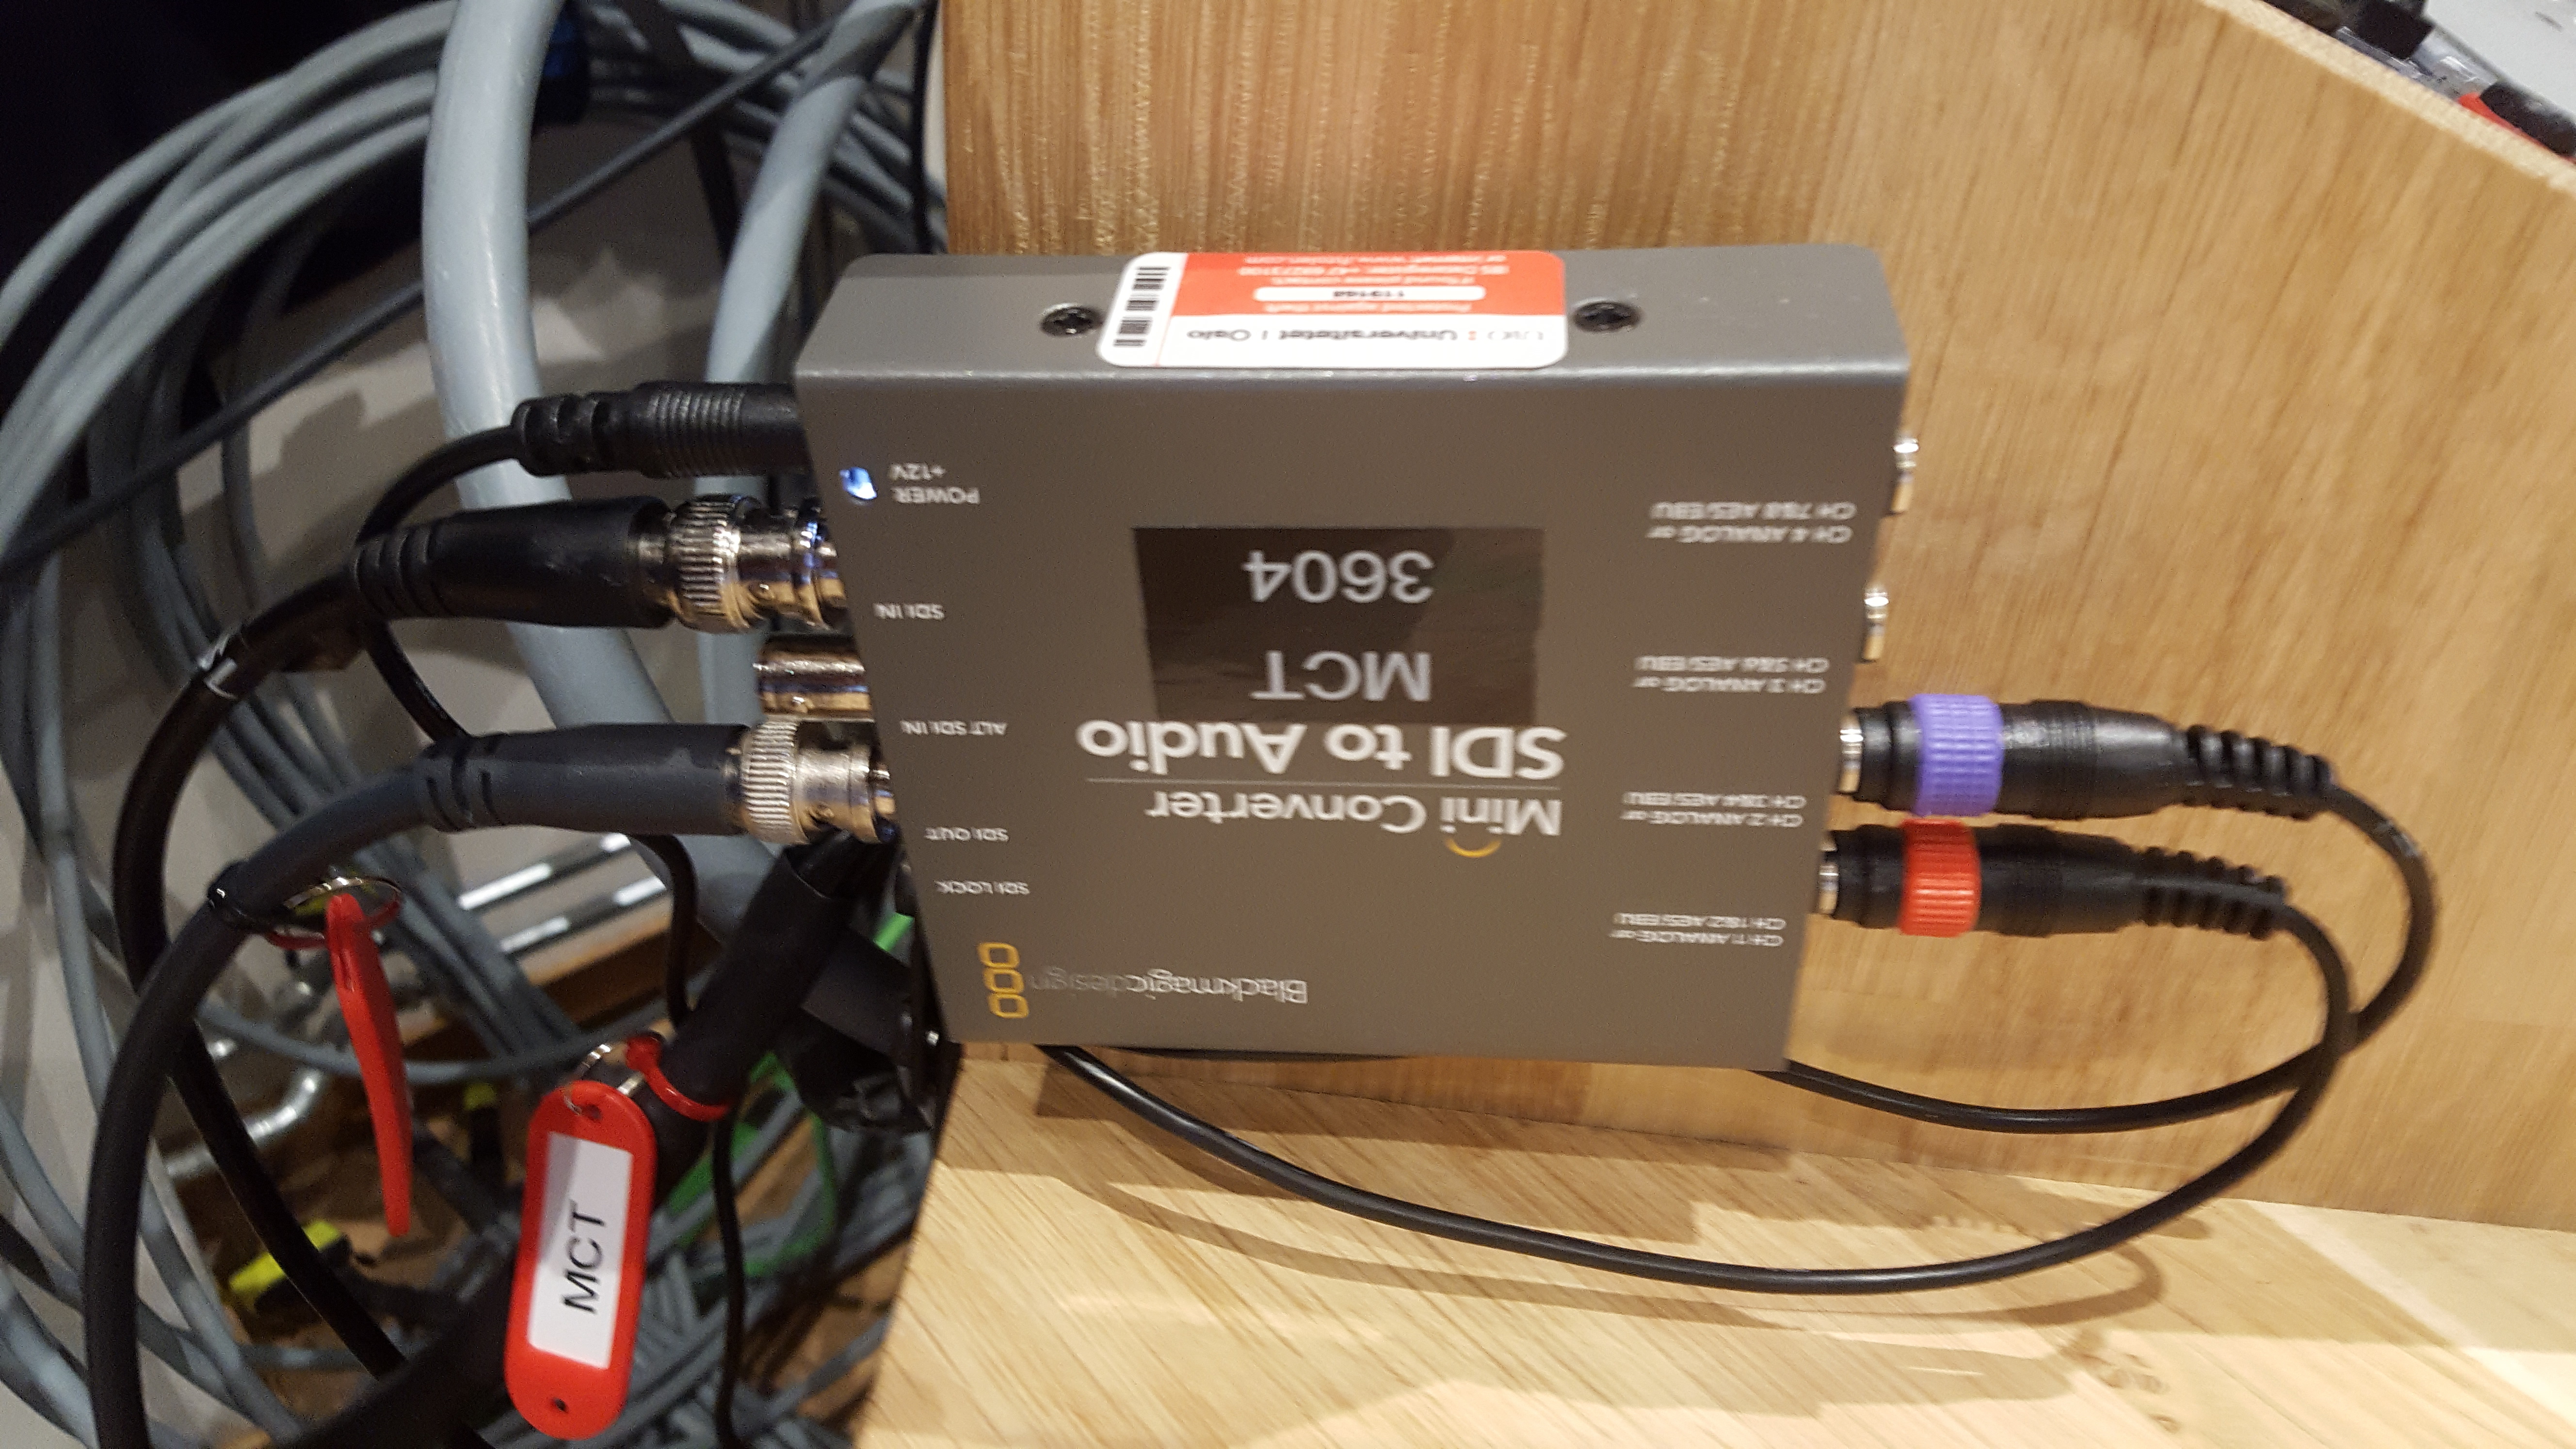 Blackmagicdesign
Mini Converter
SDI to Audio
MCT
3604
CH 1 ANALOG or
CH 1&2 AES/EBU
CH 2 ANALOG or
CH 3&4 AES/EBU
CH 3 ANALOG or
CH 5&6 AES/EBU
CH 4 ANALOG or
CH 7&8 AES/EBU
SDI LOCK
SDI OUT
ALT SDI IN
SDI IN
POWER
+12V
UiO : Universitetet i Oslo
MCT